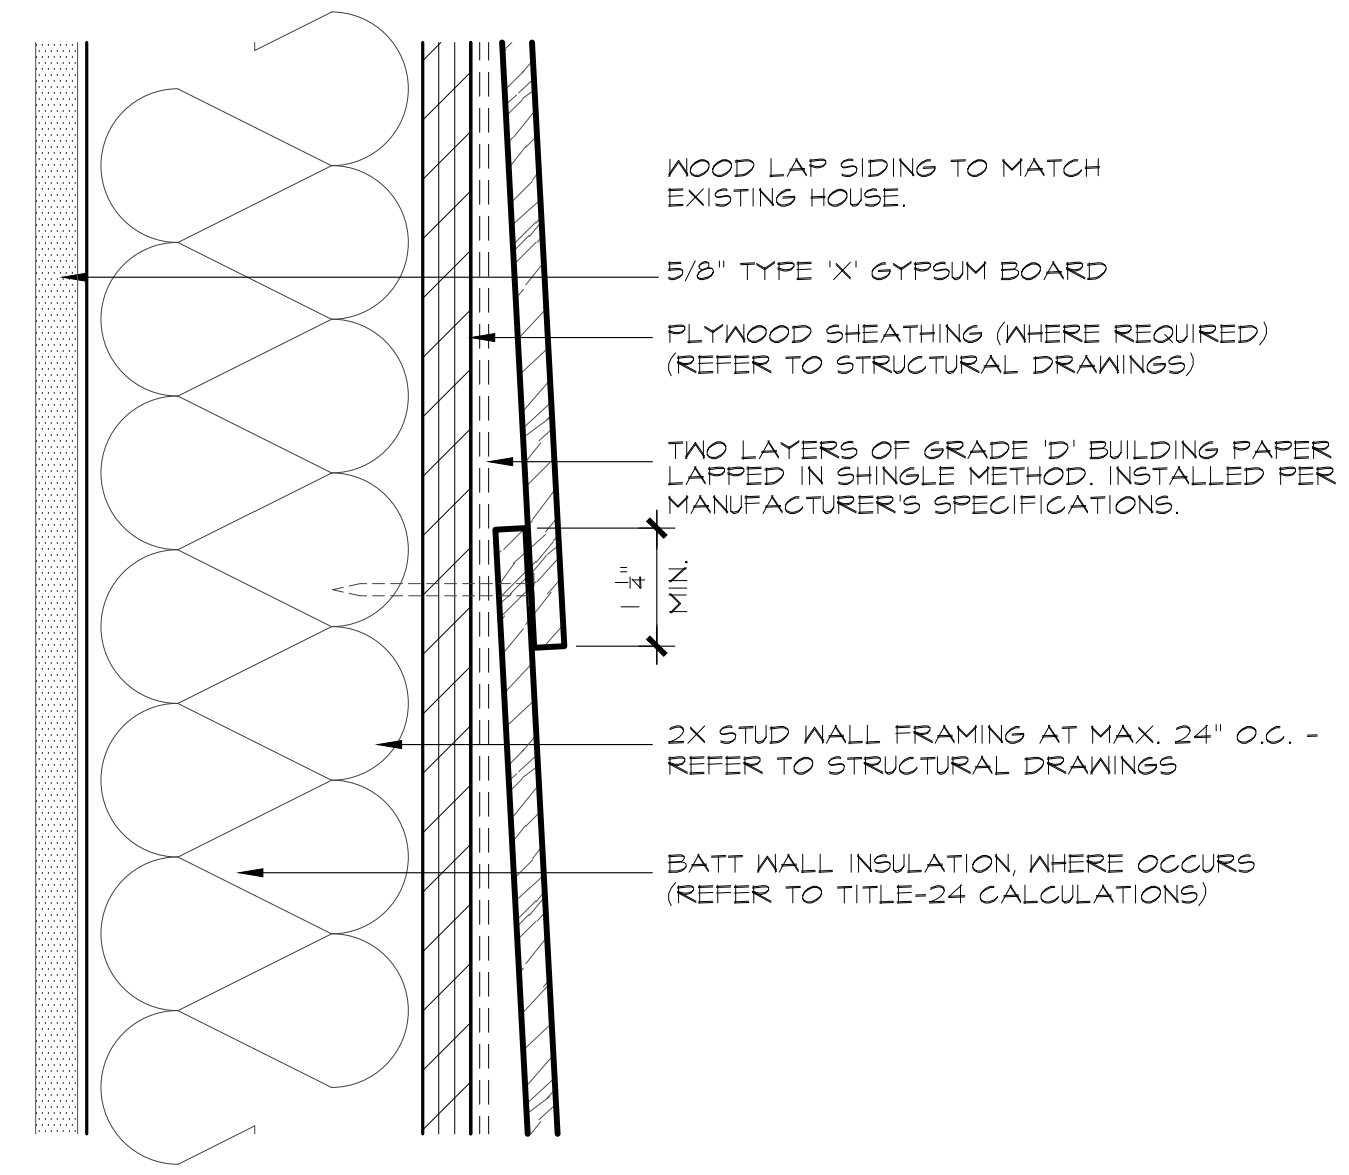 WOOD LAP SIDING TO MATCH
EXISTING HOUSE.
5/8" TYPE 'X' GYPSUM BOARD
PLYWOOD SHEATHING (WHERE REQUIRED)
(REFER TO STRUCTURAL DRAWINGS)
TWO LAYERS OF GRADE 'D' BUILDING PAPER
LAPPED IN SHINGLE METHOD. INSTALLED PER
MANUFACTURER'S SPECIFICATIONS.
1 1/4"
MIN.
2X STUD WALL FRAMING AT MAX. 24" O.C. -
REFER TO STRUCTURAL DRAWINGS
BATT WALL INSULATION, WHERE OCCURS
(REFER TO TITLE-24 CALCULATIONS)